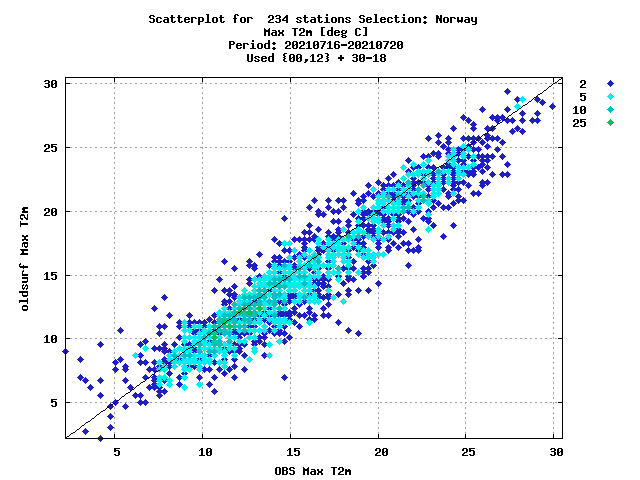 Scatterplot for  234 stations Selection: Norway
Max T2m [deg C]
Period: 20210716-20210720
Used {00,12} + 30-18
2
5
10
25
30
25
20
15
10
5
oldsurf Max T2m
5 10 15 20 25 30
OBS Max T2m